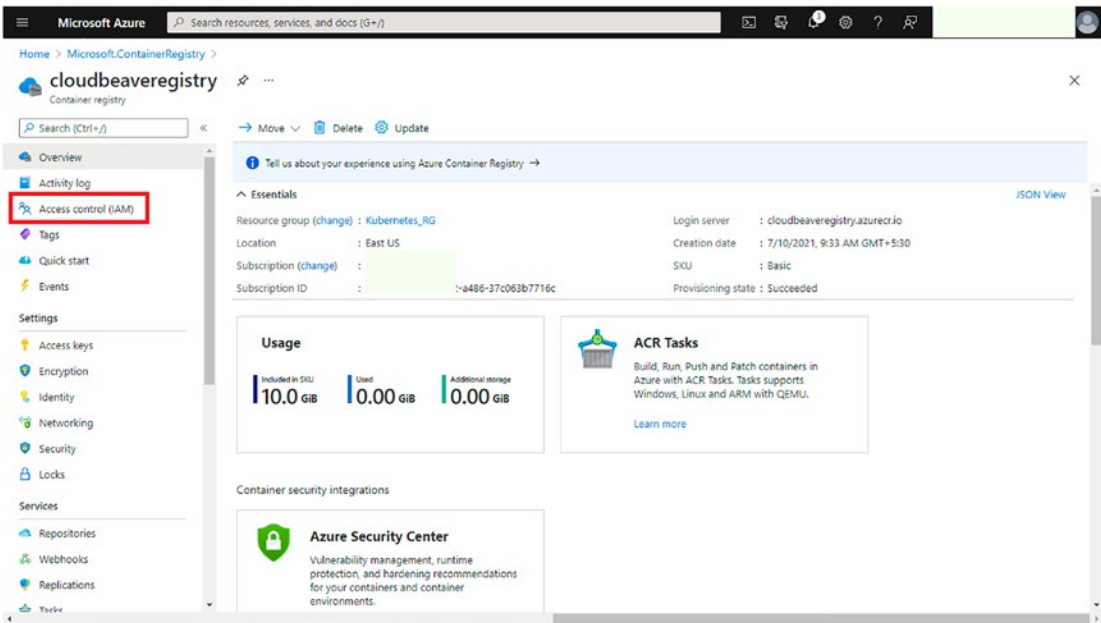 Microsoft Azure
Search resources, services, and docs (G+/)
1
Home > Microsoft.ContainerRegistry >
cloudbeaveregistry
Container registry
Search (Ctrl+/)
Overview
Activity log
Access control (IAM)
Tags
Quick start
Events
Settings
Access keys
Encryption
Identity
Networking
Security
Locks
Services
Repositories
Webhooks
Replications
Tasks
Move
Delete
Update
Tell us about your experience using Azure Container Registry →
Essentials
JSON View
Resource group (change) : Kubernetes_RG
Location : East US
Subscription (change) :
Subscription ID : :-a486-37c063b7716c
Login server : cloudbeaveregistry.azurecr.io
Creation date : 7/10/2021, 9:33 AM GMT+5:30
SKU : Basic
Provisioning state : Succeeded
Usage
Included in SKU
10.0 GiB
Used
0.00 GiB
Additional storage
0.00 GiB
ACR Tasks
Build, Run, Push and Patch containers in
Azure with ACR Tasks. Tasks supports
Windows, Linux and ARM with QEMU.
Learn more
Container security integrations
Azure Security Center
Vulnerability management, runtime
protection, and hardening recommendations
for your containers and container
environments.